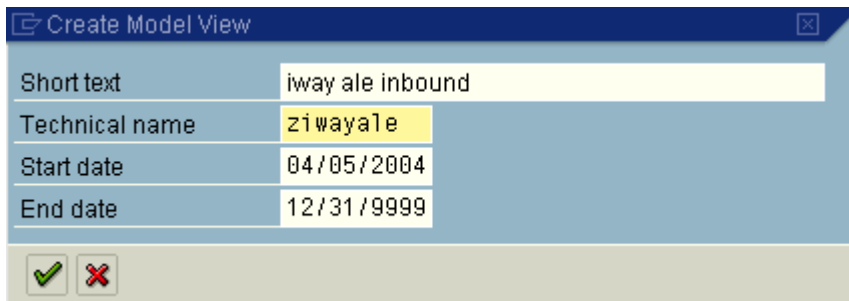 Create Model View
Short text iway ale inbound
Technical name ziwayale
Start date 04/05/2004
End date 12/31/9999